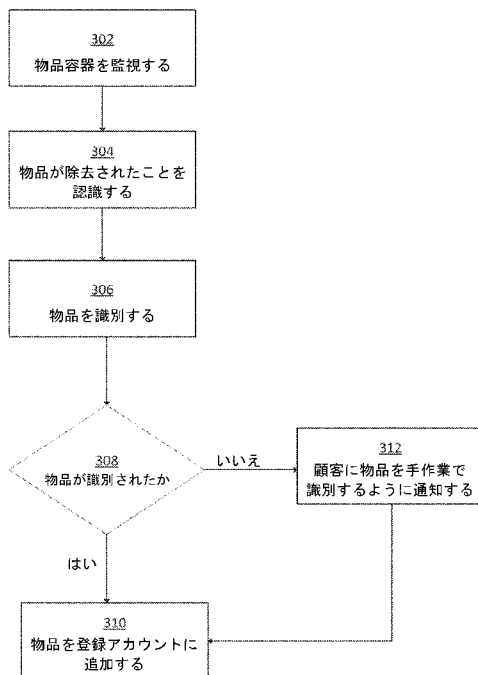 302
物品容器を監視する
304
物品が除去されたことを
認識する
306
物品を識別する
308
物品が識別されたか
いいえ
312
顧客に物品を手作業で
識別するように通知する
はい
310
物品を登録アカウントに
追加する